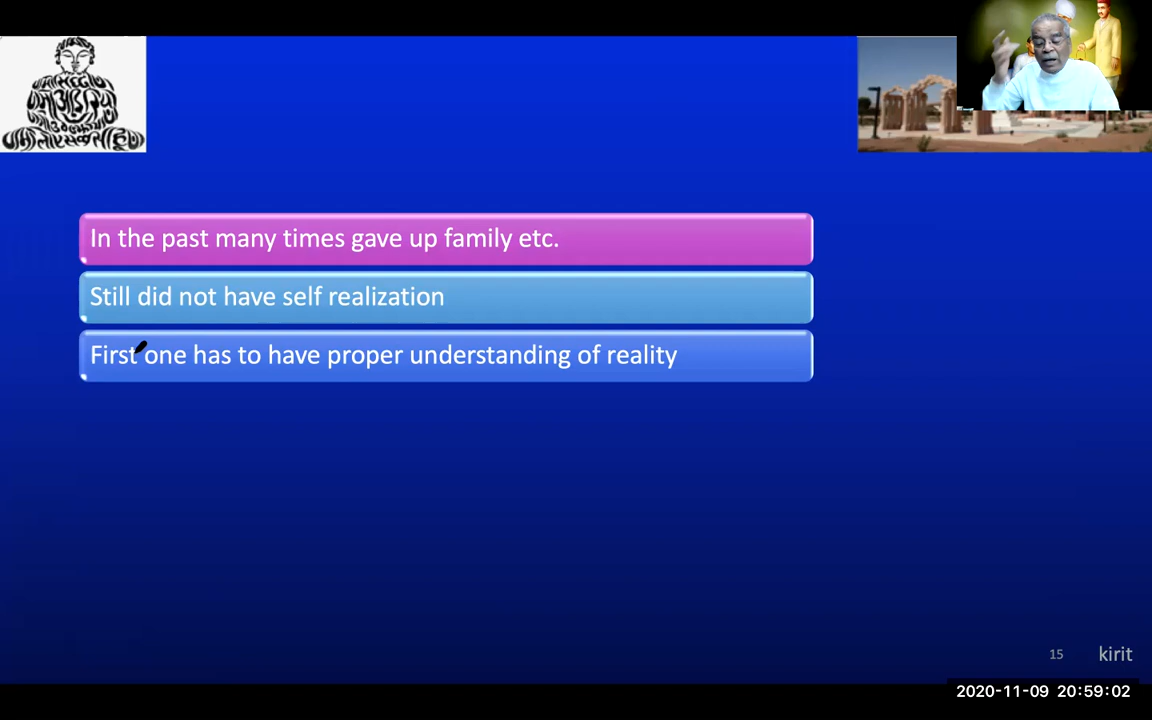 In the past many times gave up family etc.
Still did not have self realization
First one has to have proper understanding of reality
15
kirit
2020-11-09 20:59:02